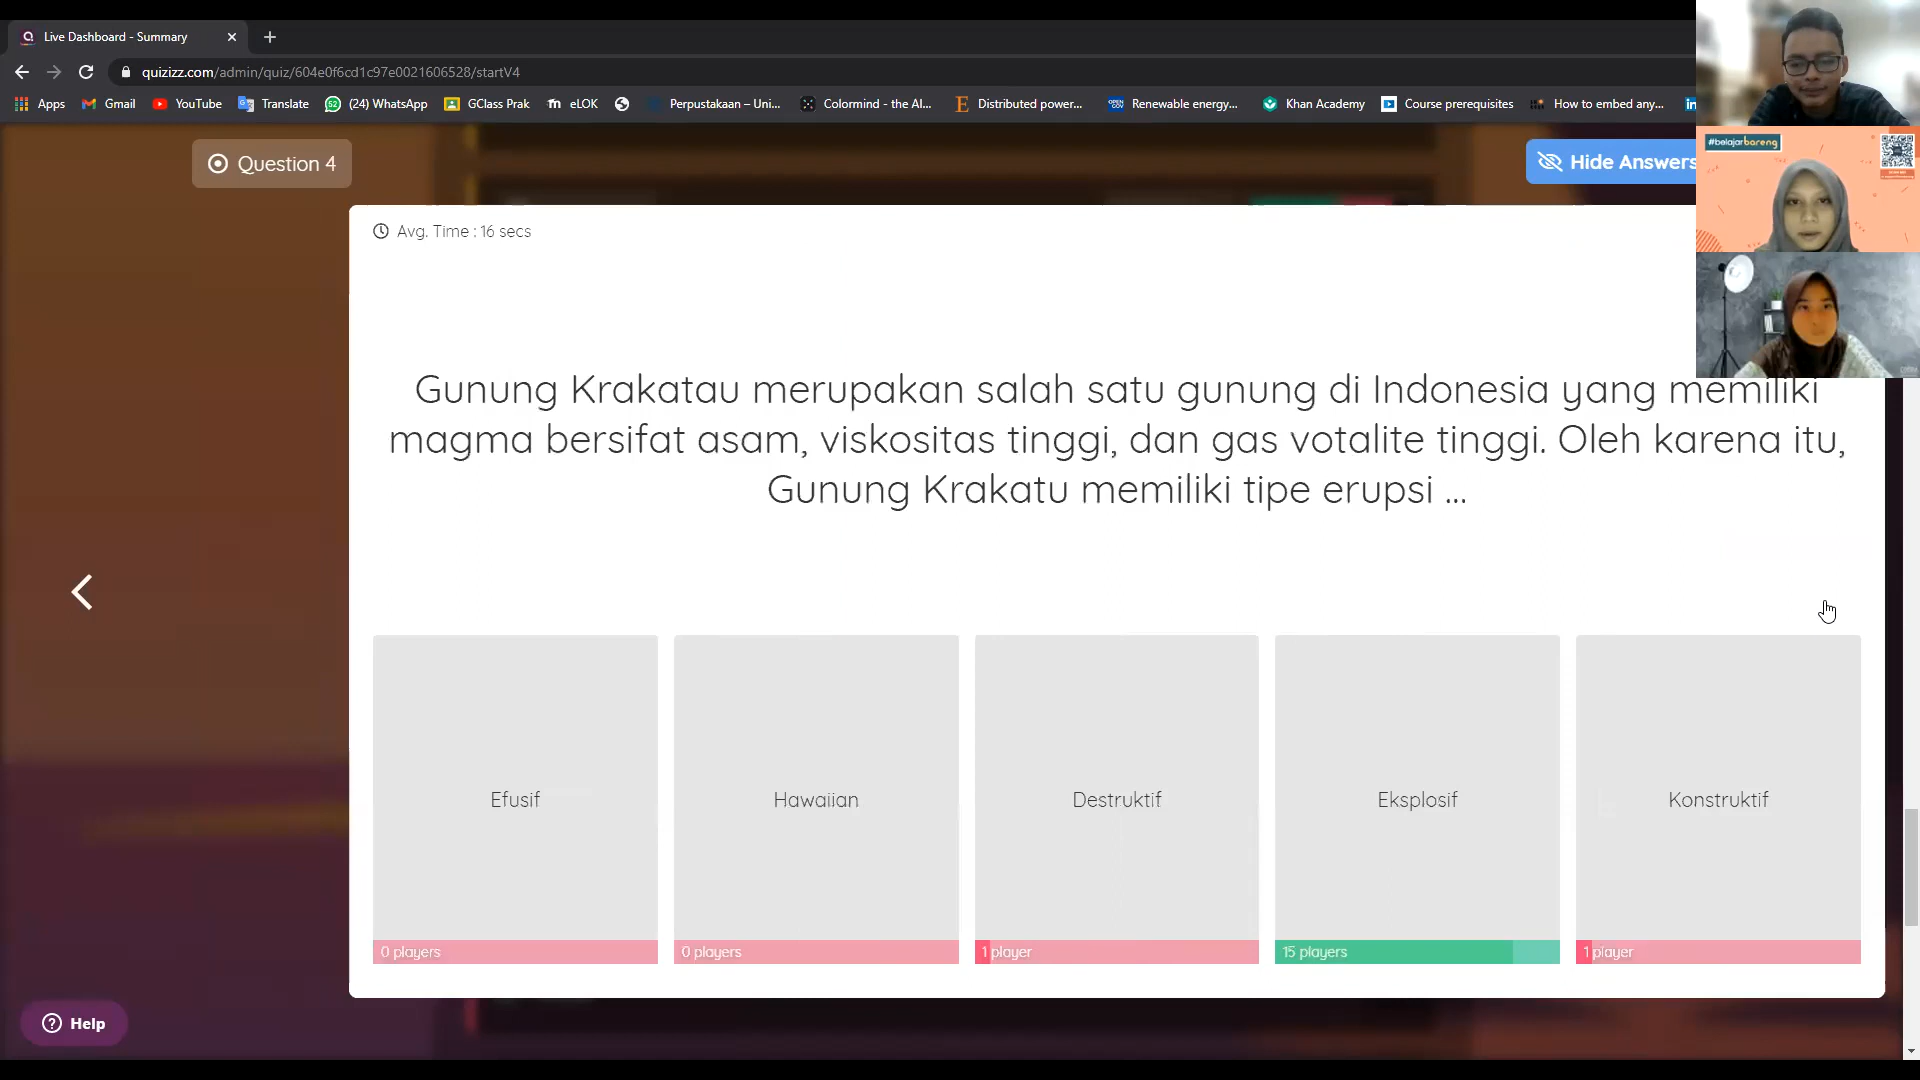 Live Dashboard - Summary
quizizz.com/admin/quiz/604e0f6cd1c97e0021606528/startV4
Apps Gmail YouTube Translate (24) WhatsApp GClass Prak eLOK Perpustakaan – Uni... Colormind - the AI... Distributed power... Renewable energy... Khan Academy Course prerequisites How to embed any...
Question 4
Hide Answers
#belajarbareng
Avg. Time : 16 secs
Gunung Krakatau merupakan salah satu gunung di Indonesia yang memiliki
magma bersifat asam, viskositas tinggi, dan gas votalite tinggi. Oleh karena itu,
Gunung Krakatu memiliki tipe erupsi ...
Efusif
Hawaiian
Destruktif
Eksplosif
Konstruktif
0 players
0 players
1 player
15 players
1 player
Help